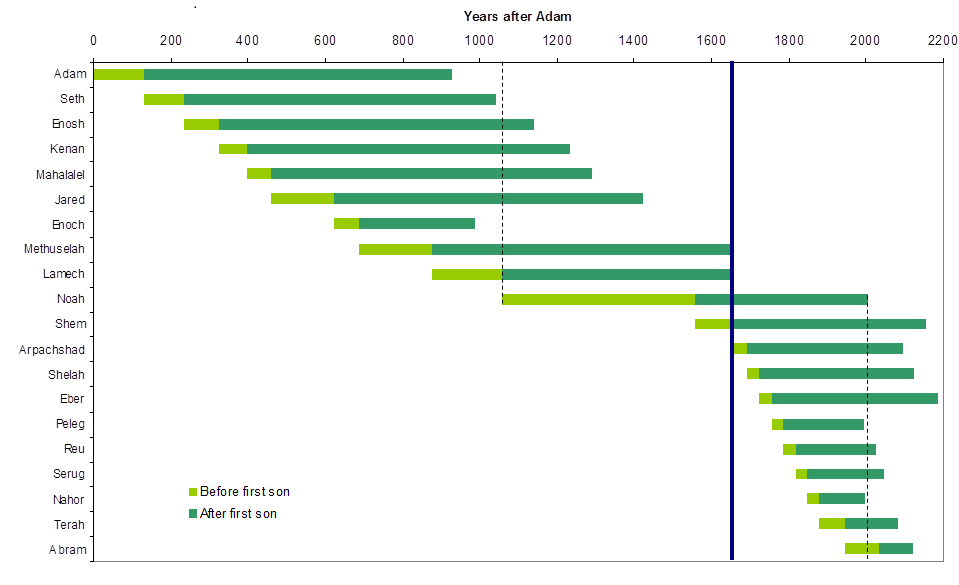 Years after Adam
0 200 400 600 800 1000 1200 1400 1600 1800 2000 2200
Adam
Seth
Enosh
Kenan
Mahalalel
Jared
Enoch
Methuselah
Lamech
Noah
Shem
Arpachshad
Shelah
Eber
Peleg
Reu
Serug
Nahor
Terah
Abram
Before first son
After first son